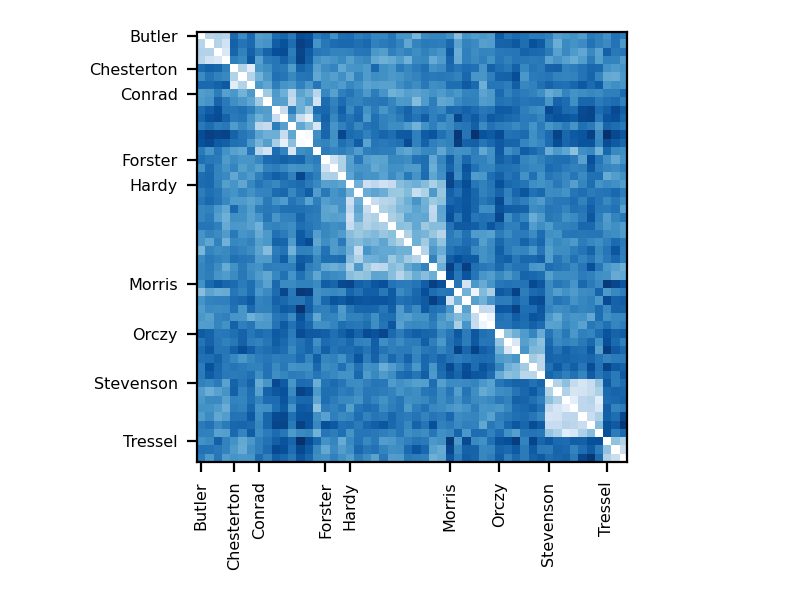 Butler
Chesterton
Conrad
Forster
Hardy
Morris
Orczy
Stevenson
Tressel
Butler
Chesterton
Conrad
Forster
Hardy
Morris
Orczy
Stevenson
Tressel